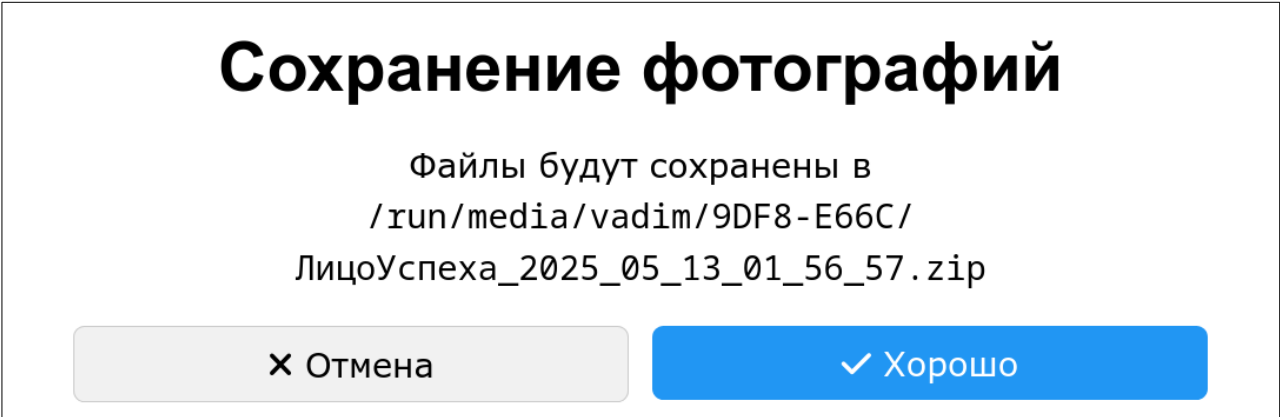 Сохранение фотографий
Файлы будут сохранены в
/run/media/vadim/9DF8-E66C/
ЛицоУспеха_2025_05_13_01_56_57.zip
Отмена
Хорошо